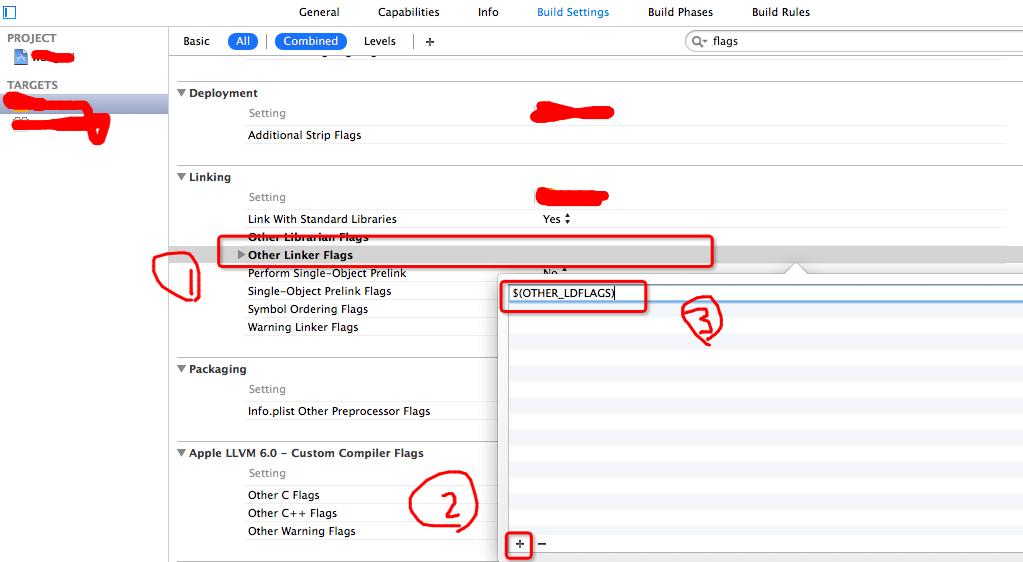 General Capabilities Info Build Settings Build Phases Build Rules
PROJECT
Basic All Combined Levels + flags
TARGETS
Deployment
Setting
Additional Strip Flags
Linking
Setting
Link With Standard Libraries Yes
Other Librarian Flags
Other Linker Flags
1
Perform Single-Object Prelink No
Single-Object Prelink Flags $(OTHER_LDFLAGS)
3
Symbol Ordering Flags
Warning Linker Flags
Packaging
Setting
Info.plist Other Preprocessor Flags
Apple LLVM 6.0 - Custom Compiler Flags
Setting
Other C Flags
2
Other C++ Flags
Other Warning Flags
+ −